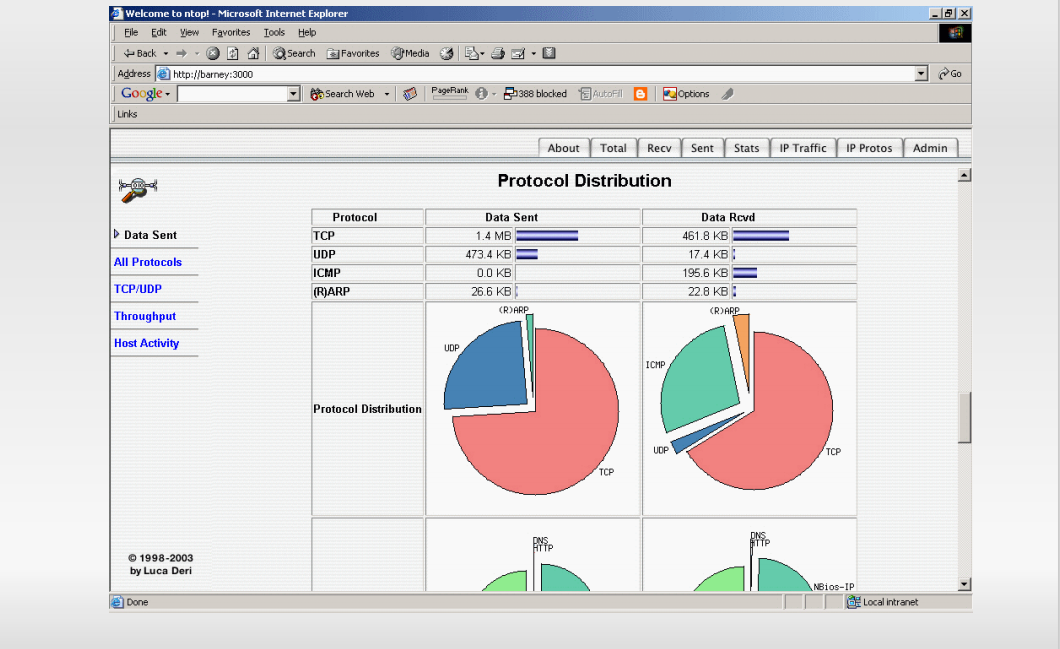 Welcome to ntop! - Microsoft Internet Explorer
File Edit View Favorites Tools Help
Back Search Favorites Media
Address http://barney:3000 Go
Google Search Web PageRank 388 blocked AutoFill Options
Links
About Total Recv Sent Stats IP Traffic IP Protos Admin
Protocol Distribution
Data Sent
All Protocols
TCP/UDP
Throughput
Host Activity
© 1998-2003
by Luca Deri
Protocol Data Sent Data Rcvd
TCP 1.4 MB 461.8 KB
UDP 473.4 KB 17.4 KB
ICMP 0.0 KB 195.6 KB
(R)ARP 26.6 KB 22.8 KB
Protocol Distribution
(R)ARP
UDP
TCP
(R)ARP
ICMP
UDP
TCP
DNS
HTTP
DNS
HTTP
NBios-IP
Done Local intranet